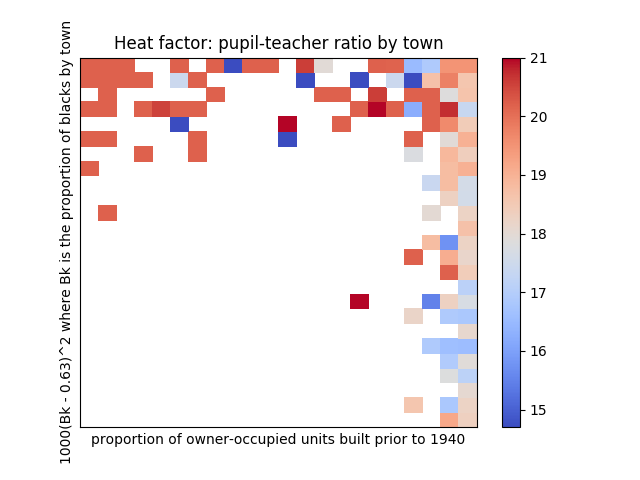 Heat factor: pupil-teacher ratio by town
1000(Bk - 0.63)^2 where Bk is the proportion of blacks by town
proportion of owner-occupied units built prior to 1940
21
20
19
18
17
16
15